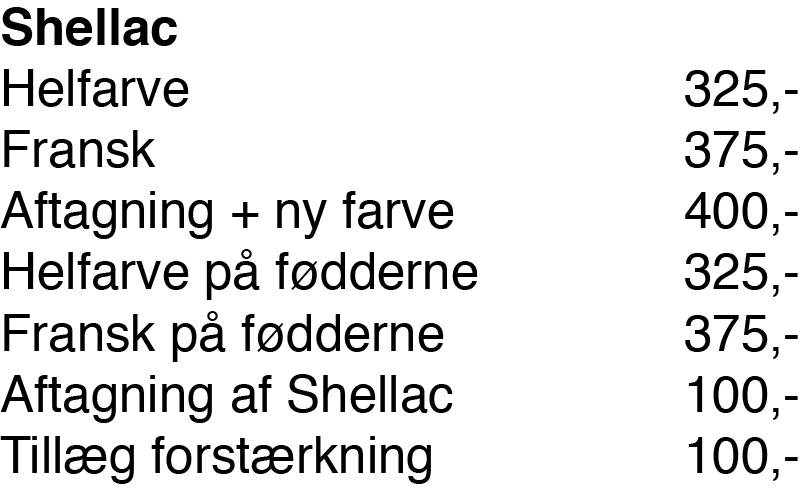 Shellac
Helfarve 325,-
Fransk 375,-
Aftagning + ny farve 400,-
Helfarve på fødderne 325,-
Fransk på fødderne 375,-
Aftagning af Shellac 100,-
Tillæg forstærkning 100,-